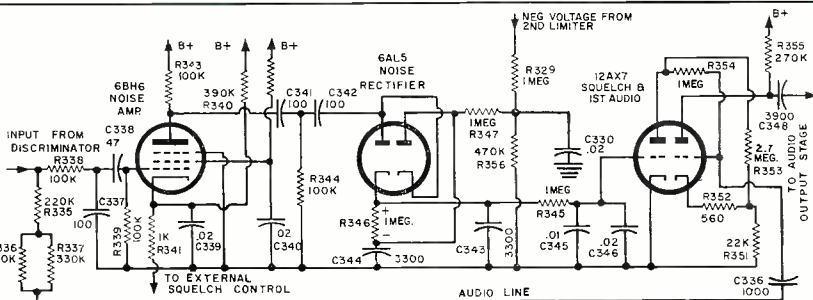 B+ B+ B+
R343
100K
6BH6
NOISE
AMP.
390K
R340
C341
100
C342
100
6AL5
NOISE
RECTIFIER
NEG VOLTAGE FROM
2ND LIMITER
R329
1MEG
1MEG
R347
470K
R356
C330
.02
12AX7
SQUELCH &
1ST AUDIO
R354
1MEG
B+
R355
270K
3900
C348
TO AUDIO
OUTPUT STAGE
INPUT FROM
DISCRIMINATOR
C338
47
R338
100K
220K
R335
C337
100
R339
100K
1K
R341
.02
C339
.02
C340
R344
100K
R346
+
1MEG.
-
C344
3300
C343
3300
1MEG
R345
.01
C345
.02
C346
2.7
MEG.
R353
R352
560
22K
R351
C336
1000
336
0K
R337
330K
TO EXTERNAL
SQUELCH CONTROL
AUDIO LINE